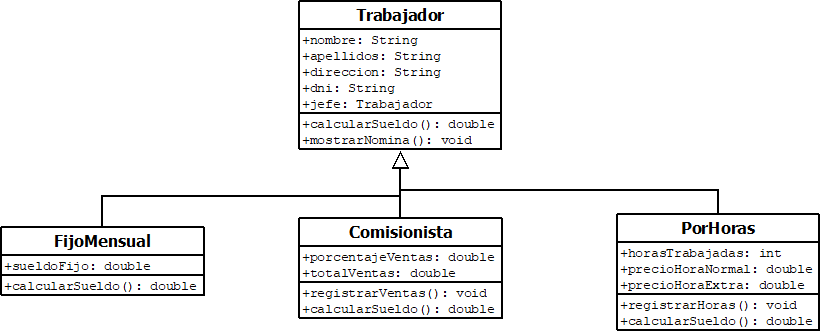 Trabajador
+nombre: String
+apellidos: String
+direccion: String
+dni: String
+jefe: Trabajador
+calcularSueldo(): double
+mostrarNomina(): void
FijoMensual
+sueldoFijo: double
+calcularSueldo(): double
Comisionista
+porcentajeVentas: double
+totalVentas: double
+registrarVentas(): void
+calcularSueldo(): double
PorHoras
+horasTrabajadas: int
+precioHoraNormal: double
+precioHoraExtra: double
+registrarHoras(): void
+calcularSueldo(): double